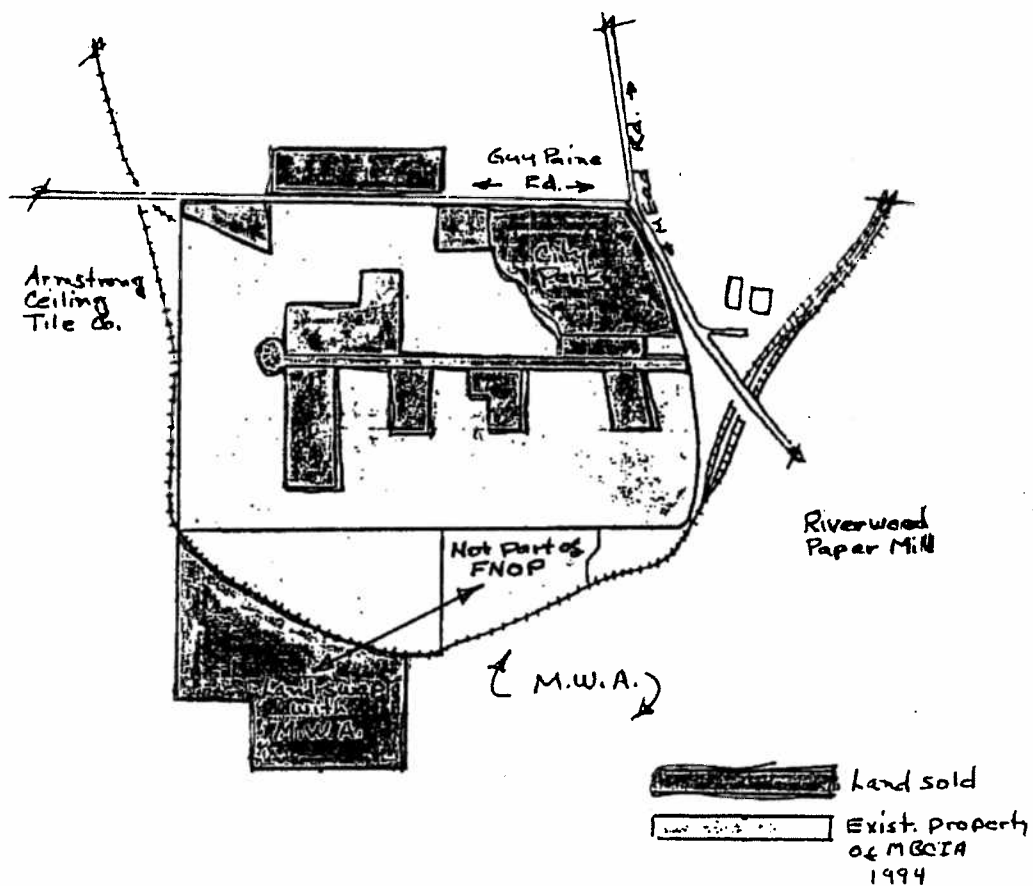 Guy Paine
Rd.
Rd.
City
Park
Armstrong
Ceiling
Tile Co.
Riverwood
Paper Mill
Not part of
FNOP
Land swap
with
M.W.A.
M.W.A.
Land sold
Exist. property
of MBCIA
1994